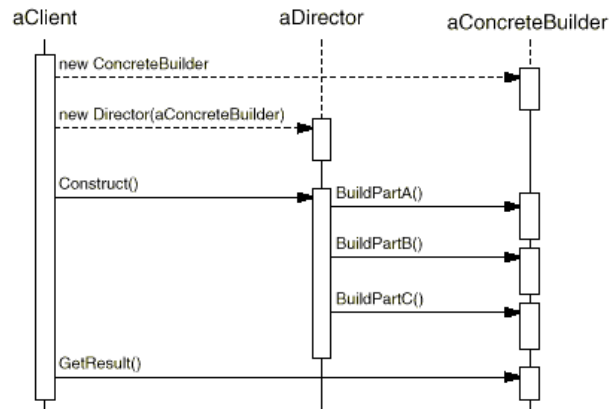 aClient
aDirector
aConcreteBuilder
new ConcreteBuilder
new Director(aConcreteBuilder)
Construct()
BuildPartA()
BuildPartB()
BuildPartC()
GetResult()